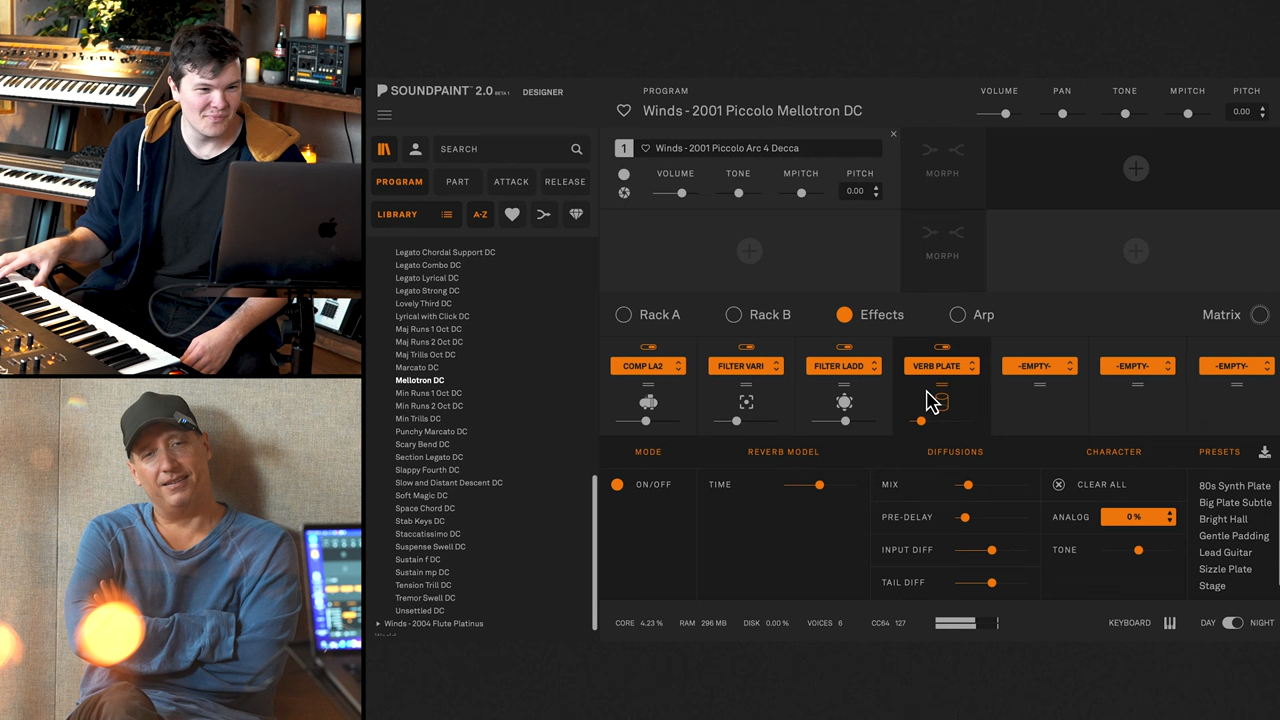 SOUNDPAINT™ 2.0 BETA 1 DESIGNER
PROGRAM
Winds - 2001 Piccolo Mellotron DC
VOLUME PAN TONE MPITCH PITCH
0.00
SEARCH
PROGRAM PART ATTACK RELEASE
LIBRARY A-Z
1 Winds - 2001 Piccolo Arc 4 Decca
VOLUME TONE MPITCH PITCH
0.00
MORPH
MORPH
Legato Chordal Support DC
Legato Combo DC
Legato Lyrical DC
Legato Strong DC
Lovely Third DC
Lyrical with Click DC
Maj Runs 1 Oct DC
Maj Runs 2 Oct DC
Maj Trills Oct DC
Marcato DC
Mellotron DC
Min Runs 1 Oct DC
Min Runs 2 Oct DC
Min Trills DC
Punchy Marcato DC
Scary Bend DC
Section Legato DC
Slappy Fourth DC
Slow and Distant Descent DC
Soft Magic DC
Space Chord DC
Stab Keys DC
Staccatissimo DC
Suspense Swell DC
Sustain f DC
Sustain mp DC
Tension Trill DC
Tremor Swell DC
Unsettled DC
Winds - 2004 Flute Platinus
Rack A Rack B Effects Arp Matrix
COMP LA2 FILTER VARI FILTER LADD VERB PLATE -EMPTY- -EMPTY- -EMPTY-
MODE REVERB MODEL DIFFUSIONS CHARACTER PRESETS
ON/OFF TIME MIX CLEAR ALL
PRE-DELAY ANALOG 0 %
INPUT DIFF TONE
TAIL DIFF
80s Synth Plate
Big Plate Subtle
Bright Hall
Gentle Padding
Lead Guitar
Sizzle Plate
Stage
CORE 4.23 % RAM 296 MB DISK 0.00 % VOICES 6 CC64 127 KEYBOARD DAY NIGHT